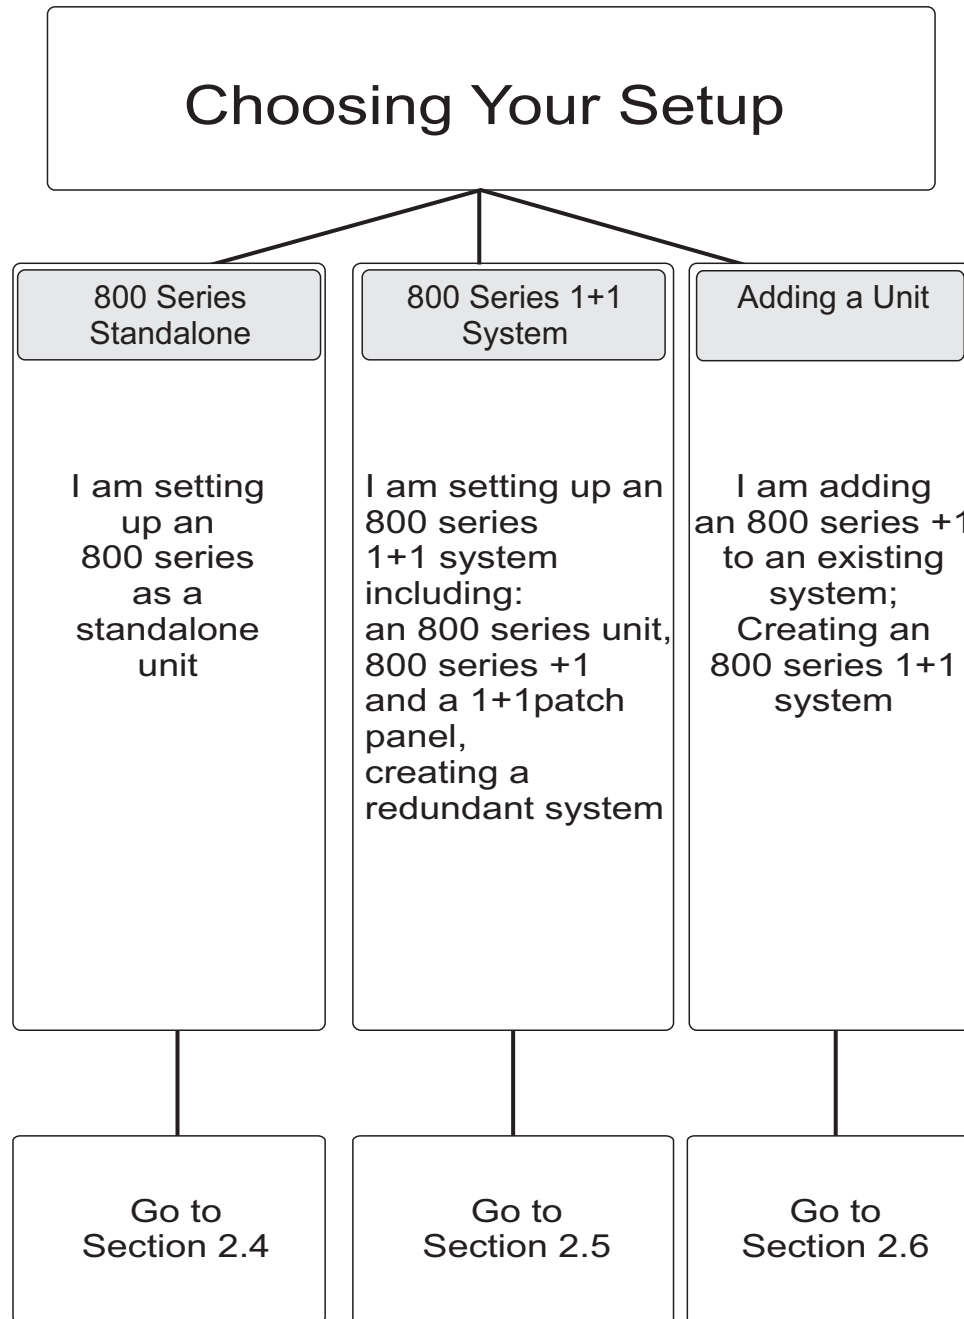 Choosing Your Setup
800 Series
Standalone
I am setting
up an
800 series
as a
standalone
unit
Go to
Section 2.4
800 Series 1+1
System
I am setting up an
800 series
1+1 system
including:
an 800 series unit,
800 series +1
and a 1+1patch
panel,
creating a
redundant system
Go to
Section 2.5
Adding a Unit
I am adding
an 800 series +1
to an existing
system;
Creating an
800 series 1+1
system
Go to
Section 2.6